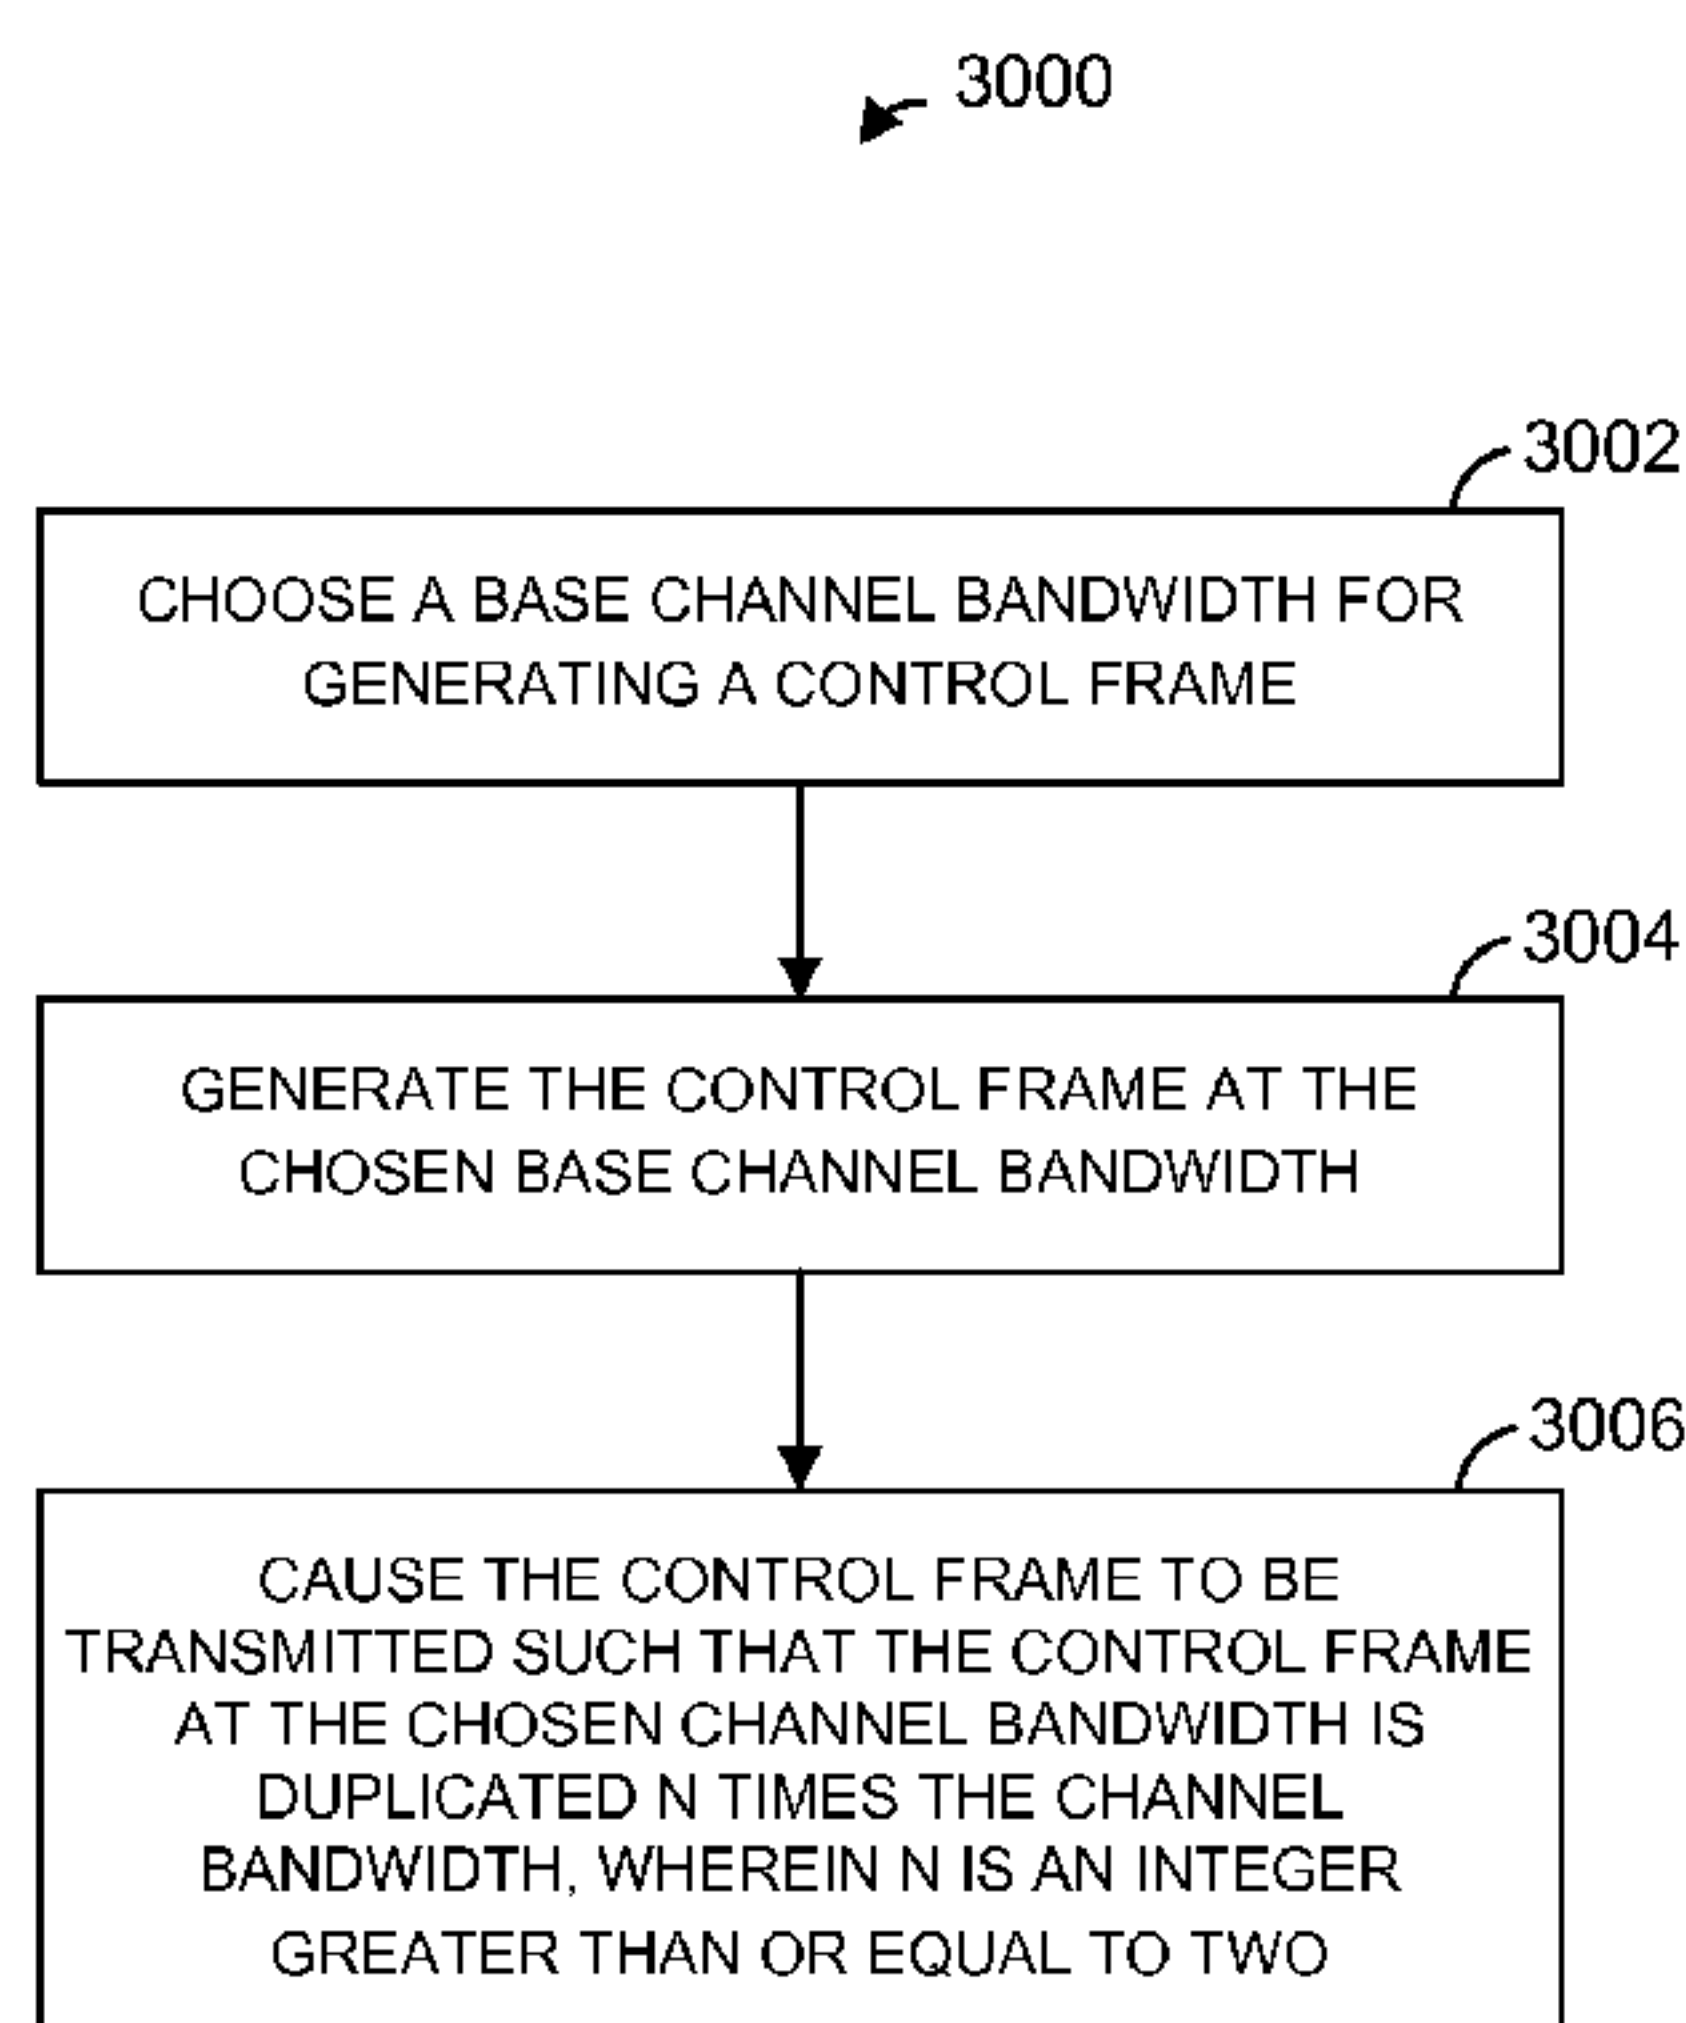 3000
3002
CHOOSE A BASE CHANNEL BANDWIDTH FOR
GENERATING A CONTROL FRAME
3004
GENERATE THE CONTROL FRAME AT THE
CHOSEN BASE CHANNEL BANDWIDTH
3006
CAUSE THE CONTROL FRAME TO BE
TRANSMITTED SUCH THAT THE CONTROL FRAME
AT THE CHOSEN CHANNEL BANDWIDTH IS
DUPLICATED N TIMES THE CHANNEL
BANDWIDTH, WHEREIN N IS AN INTEGER
GREATER THAN OR EQUAL TO TWO